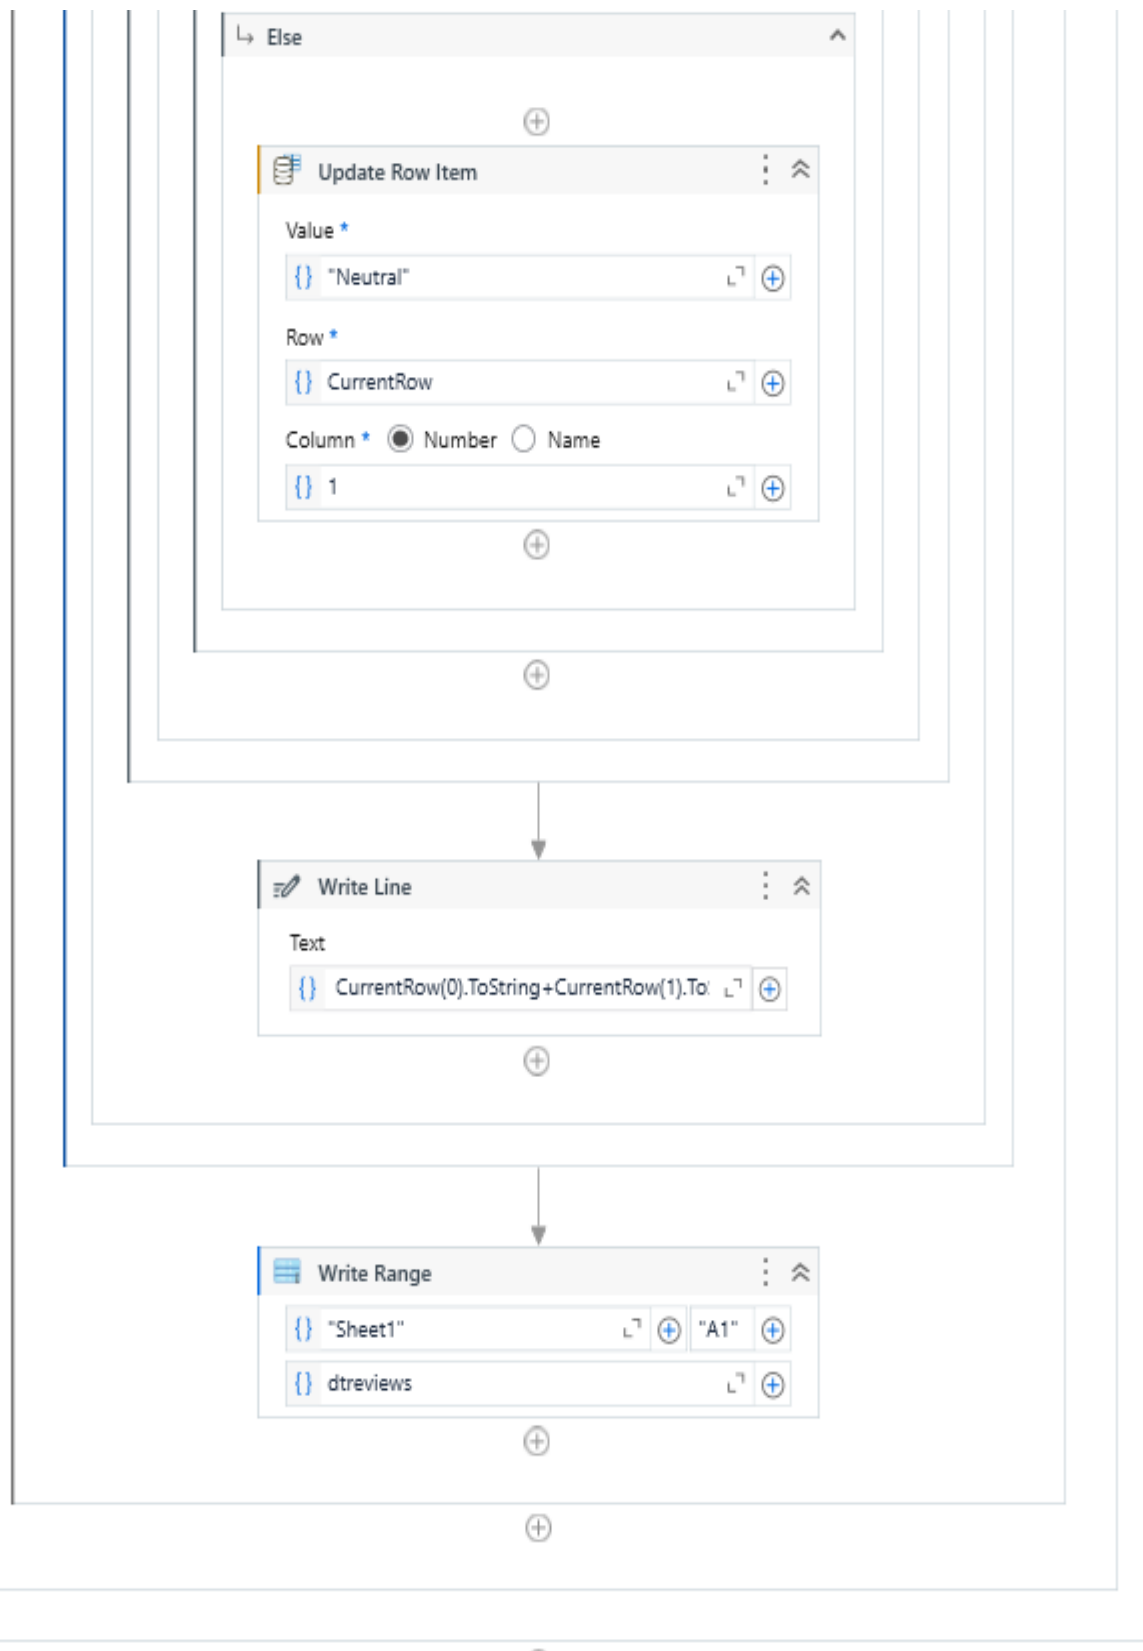 Else
Update Row Item
Value *
"Neutral"
Row *
CurrentRow
Column * Number Name
1
Write Line
Text
CurrentRow(0).ToString+CurrentRow(1).To
Write Range
"Sheet1" "A1"
dtreviews